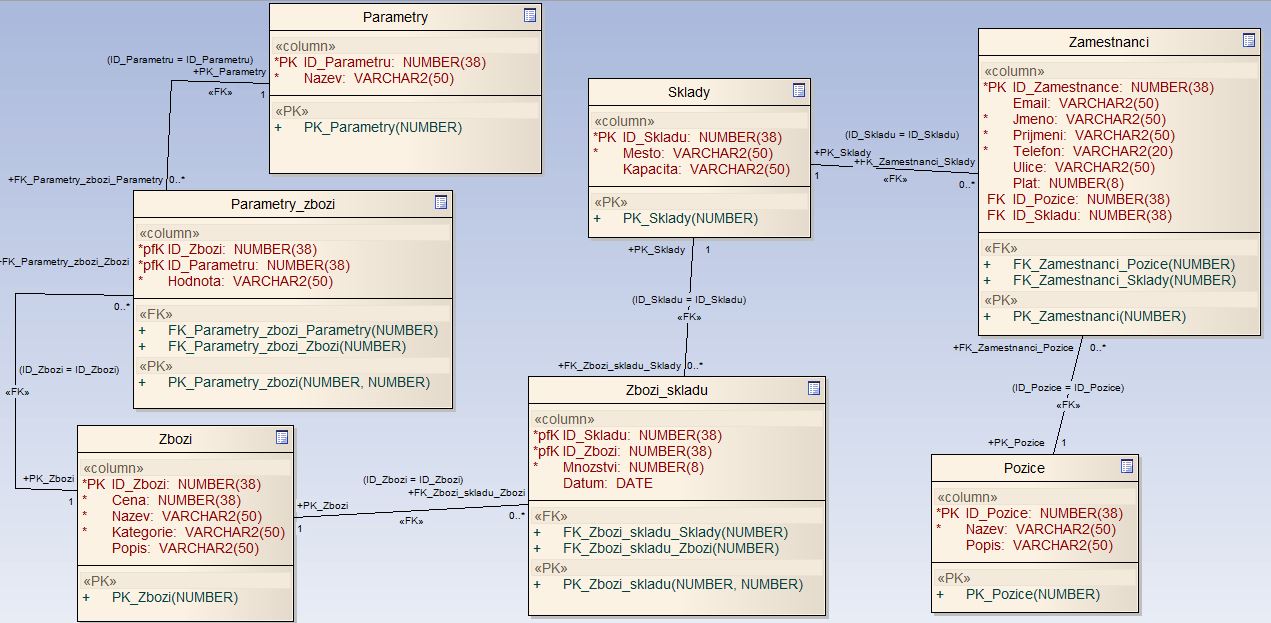 Parametry
«column»
*PK ID_Parametru: NUMBER(38)
* Nazev: VARCHAR2(50)
«PK»
+ PK_Parametry(NUMBER)
(ID_Parametru = ID_Parametru)
+PK_Parametry
«FK» 1
+FK_Parametry_zbozi_Parametry 0..*
Parametry_zbozi
«column»
*pfK ID_Zbozi: NUMBER(38)
*pfK ID_Parametru: NUMBER(38)
* Hodnota: VARCHAR2(50)
«FK»
+ FK_Parametry_zbozi_Parametry(NUMBER)
+ FK_Parametry_zbozi_Zbozi(NUMBER)
«PK»
+ PK_Parametry_zbozi(NUMBER, NUMBER)
+FK_Parametry_zbozi_Zbozi
0..*
(ID_Zbozi = ID_Zbozi)
«FK»
+PK_Zbozi
1
Zbozi
«column»
*PK ID_Zbozi: NUMBER(38)
* Cena: NUMBER(38)
* Nazev: VARCHAR2(50)
* Kategorie: VARCHAR2(50)
Popis: VARCHAR2(50)
«PK»
+ PK_Zbozi(NUMBER)
(ID_Zbozi = ID_Zbozi)
+FK_Zbozi_skladu_Zbozi
+PK_Zbozi
0..*
«FK»
1
Sklady
«column»
*PK ID_Skladu: NUMBER(38)
* Mesto: VARCHAR2(50)
Kapacita: VARCHAR2(50)
«PK»
+ PK_Sklady(NUMBER)
+PK_Sklady 1
(ID_Skladu = ID_Skladu)
«FK»
+FK_Zbozi_skladu_Sklady 0..*
Zbozi_skladu
«column»
*pfK ID_Skladu: NUMBER(38)
*pfK ID_Zbozi: NUMBER(38)
* Mnozstvi: NUMBER(8)
Datum: DATE
«FK»
+ FK_Zbozi_skladu_Sklady(NUMBER)
+ FK_Zbozi_skladu_Zbozi(NUMBER)
«PK»
+ PK_Zbozi_skladu(NUMBER, NUMBER)
(ID_Skladu = ID_Skladu)
+PK_Sklady
+FK_Zamestnanci_Sklady
1
«FK»
0..*
Zamestnanci
«column»
*PK ID_Zamestnance: NUMBER(38)
Email: VARCHAR2(50)
* Jmeno: VARCHAR2(50)
* Prijmeni: VARCHAR2(50)
* Telefon: VARCHAR2(20)
Ulice: VARCHAR2(50)
Plat: NUMBER(8)
FK ID_Pozice: NUMBER(38)
FK ID_Skladu: NUMBER(38)
«FK»
+ FK_Zamestnanci_Pozice(NUMBER)
+ FK_Zamestnanci_Sklady(NUMBER)
«PK»
+ PK_Zamestnanci(NUMBER)
+FK_Zamestnanci_Pozice 0..*
(ID_Pozice = ID_Pozice)
«FK»
+PK_Pozice 1
Pozice
«column»
*PK ID_Pozice: NUMBER(38)
* Nazev: VARCHAR2(50)
Popis: VARCHAR2(50)
«PK»
+ PK_Pozice(NUMBER)